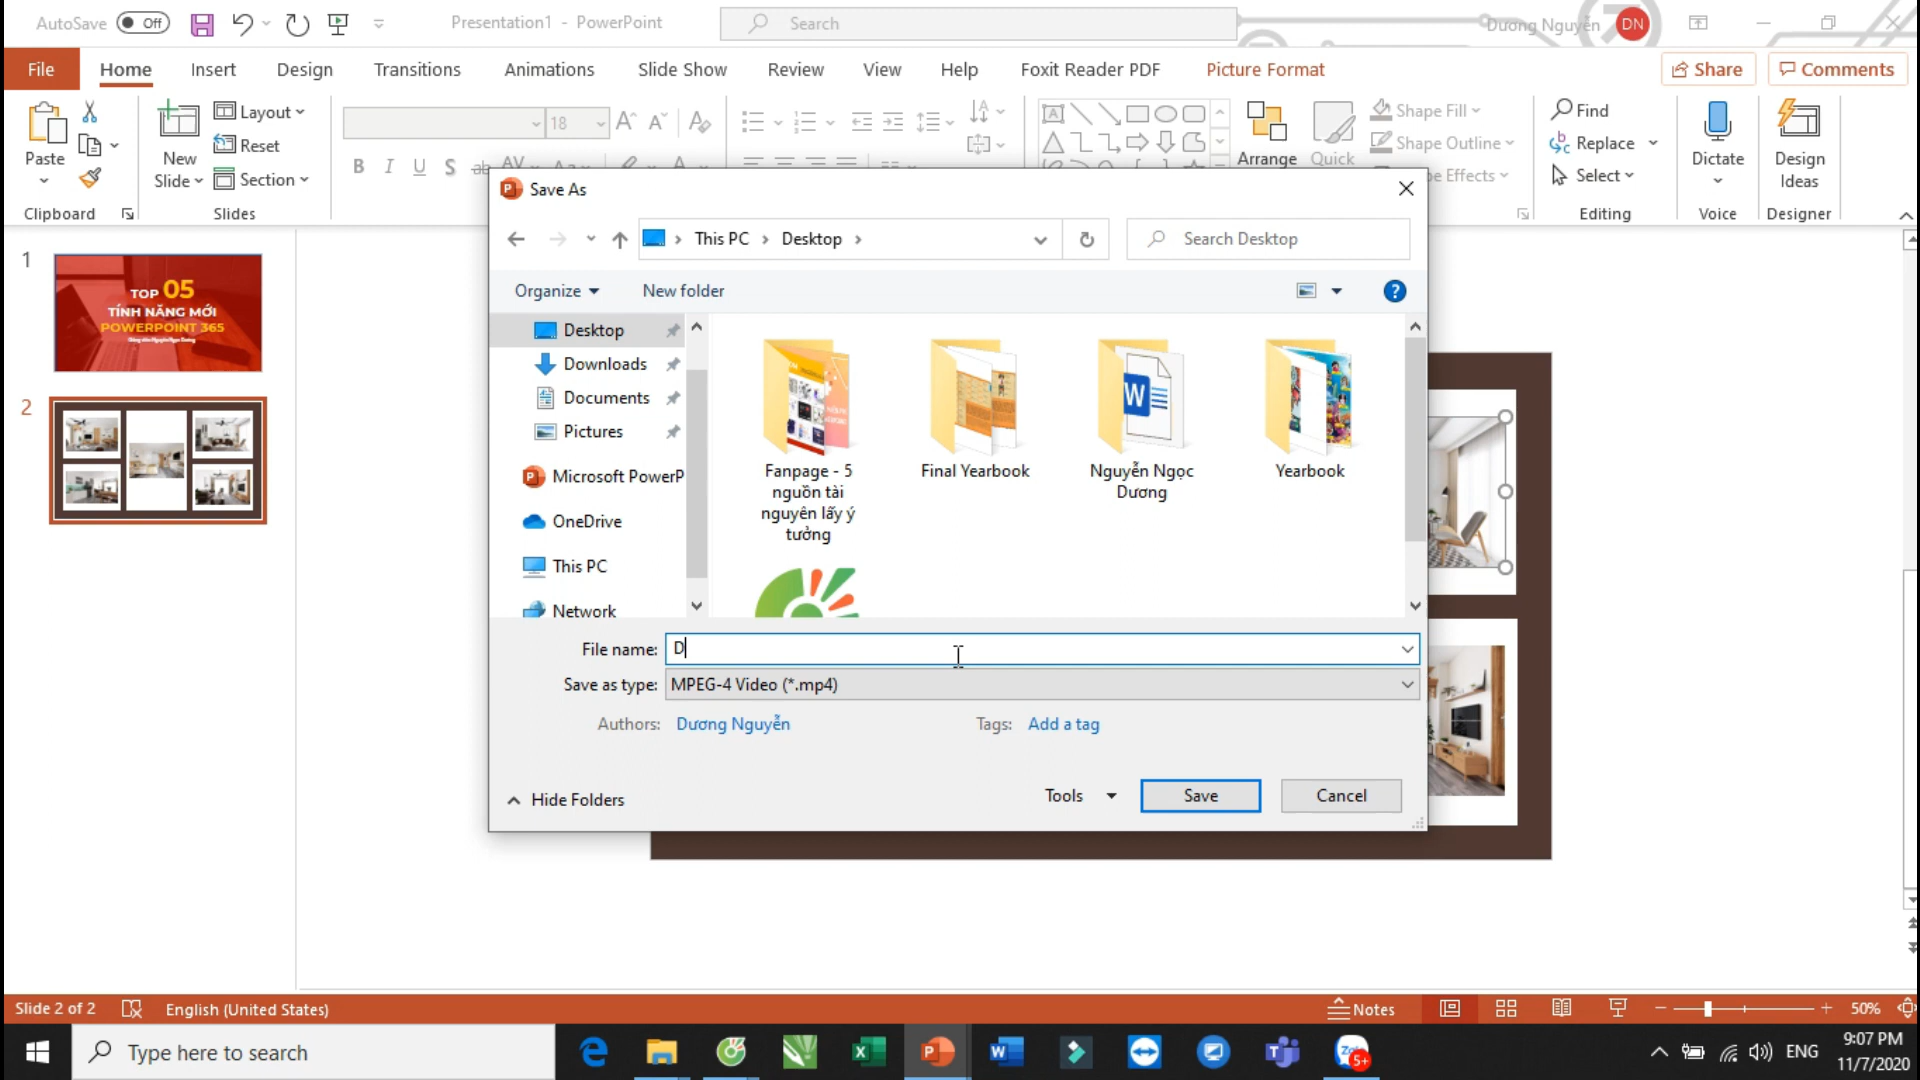 AutoSave Off Presentation1 - PowerPoint Search Dương Nguyễn DN
File Home Insert Design Transitions Animations Slide Show Review View Help Foxit Reader PDF Picture Format Share Comments
Paste New Slide Layout Reset Section 18
B I U S ab AV
Arrange Quick Shape Fill Shape Outline Find Replace Select Dictate Design Ideas
Clipboard Slides Editing Voice Designer
1
TOP 05
TÍNH NĂNG MỚI
POWERPOINT 365
2
Save As
This PC Desktop Search Desktop
Organize New folder
Desktop
Downloads
Documents
Pictures
Microsoft PowerP
OneDrive
This PC
Network
Fanpage - 5
nguồn tài
nguyên lấy ý
tưởng
Final Yearbook
Nguyễn Ngọc
Dương
Yearbook
File name: D
Save as type: MPEG-4 Video (*.mp4)
Authors: Dương Nguyễn Tags: Add a tag
Hide Folders Tools Save Cancel
Slide 2 of 2 English (United States) Notes 50%
Type here to search ENG 9:07 PM
11/7/2020
5+